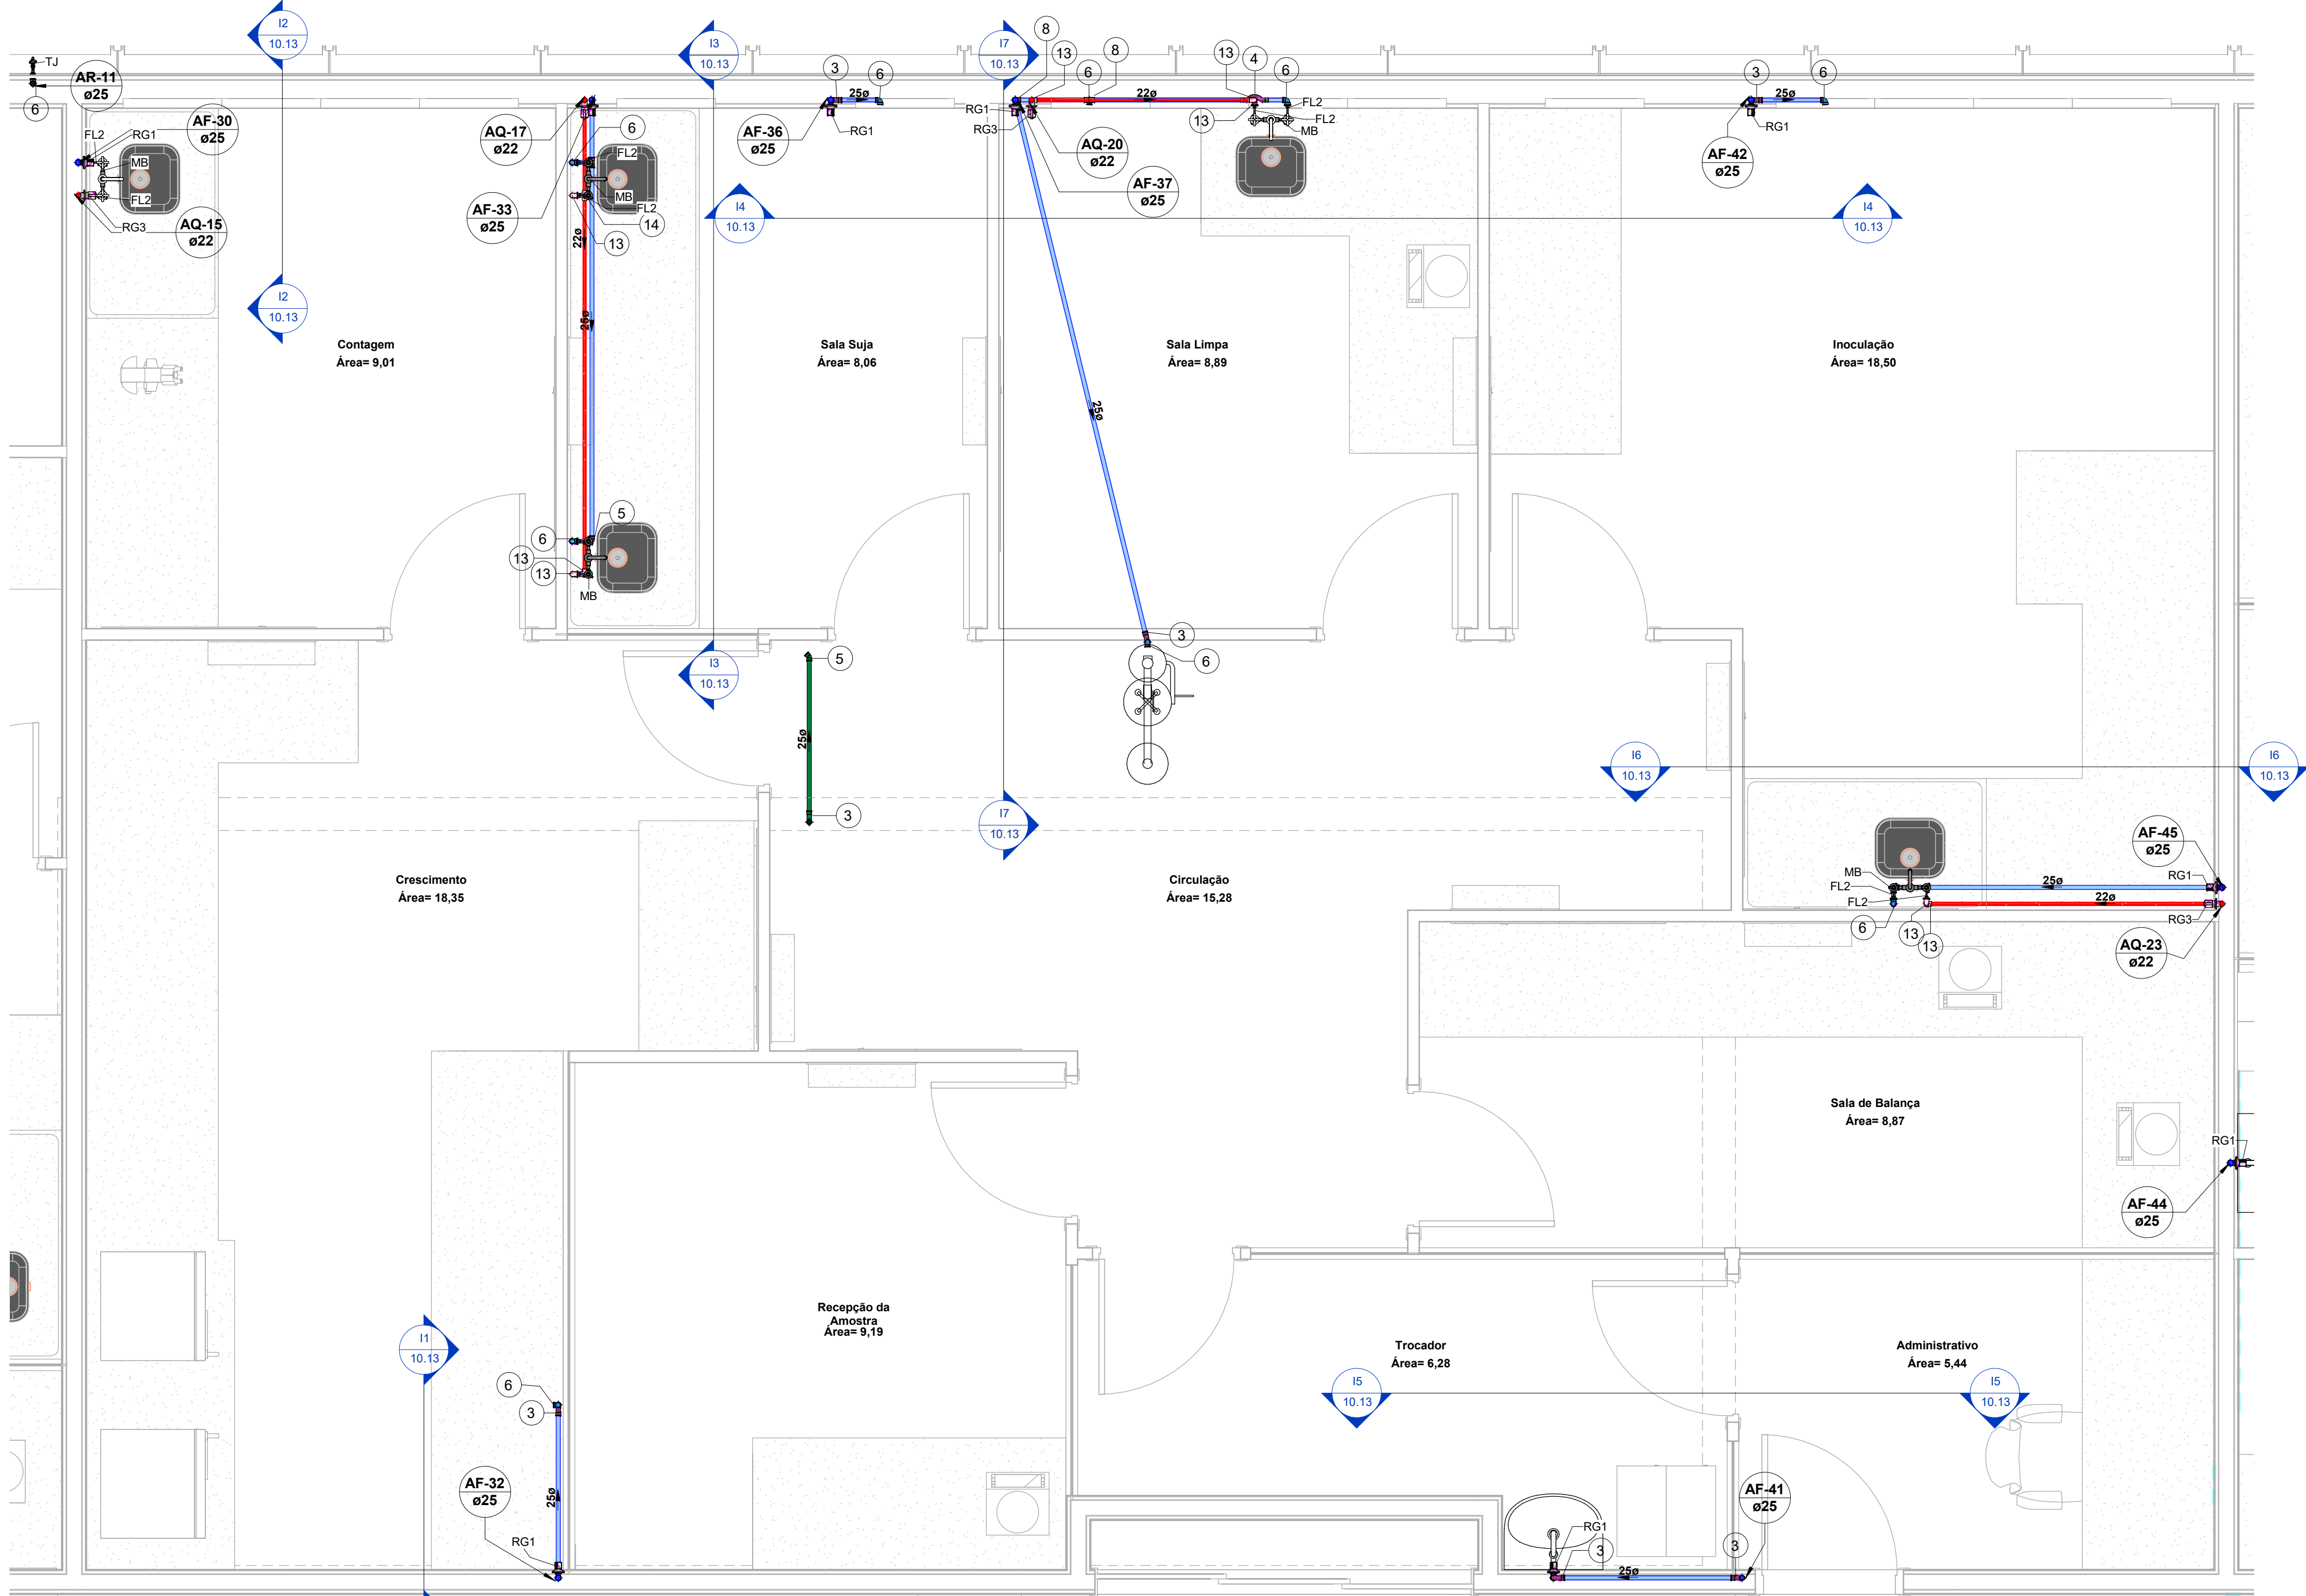 I2
10.13
I3
10.13
I7
10.13
8
13
6
8
13
4
6
3
6
3
6
TJ
AR-11
ø25
6
25ø
22ø
25ø
FL2
RG1
AF-30
ø25
MB
FL2
RG3
AQ-15
ø22
AQ-17
ø22
6
FL2
MB
FL2
14
13
AF-33
ø25
22ø
25ø
AF-36
ø25
RG1
RG1
RG3
AQ-20
ø22
AF-37
ø25
13
FL2
FL2
MB
AF-42
ø25
RG1
I4
10.13
I4
10.13
I2
10.13
Contagem
Área= 9,01
Sala Suja
Área= 8,06
Sala Limpa
Área= 8,89
Inoculação
Área= 18,50
25ø
5
6
13
13
MB
3
6
5
25ø
3
I3
10.13
I7
10.13
I6
10.13
I6
10.13
AF-45
ø25
RG1
MB
FL2
FL2
25ø
22ø
RG3
6
13
13
AQ-23
ø22
Crescimento
Área= 18,35
Circulação
Área= 15,28
Sala de Balança
Área= 8,87
RG1
AF-44
ø25
Recepção da
Amostra
Área= 9,19
Trocador
Área= 6,28
Administrativo
Área= 5,44
I1
10.13
I5
10.13
I5
10.13
6
3
AF-32
ø25
25ø
RG1
RG1
3
25ø
3
AF-41
ø25